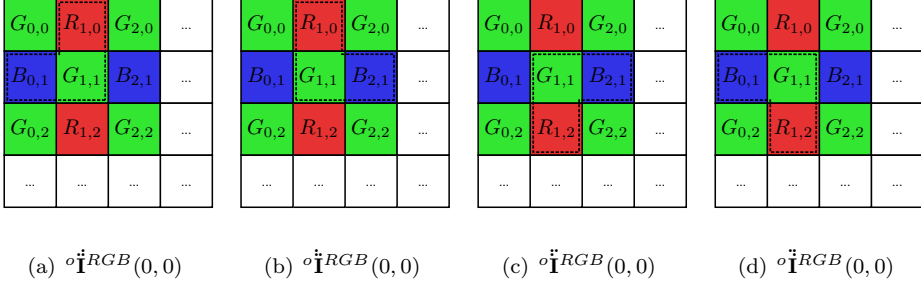 G0,0 R1,0 G2,0 ... G0,0 R1,0 G2,0 ... G0,0 R1,0 G2,0 ... G0,0 R1,0 G2,0 ...
B0,1 G1,1 B2,1 ... B0,1 G1,1 B2,1 ... B0,1 G1,1 B2,1 ... B0,1 G1,1 B2,1 ...
G0,2 R1,2 G2,2 ... G0,2 R1,2 G2,2 ... G0,2 R1,2 G2,2 ... G0,2 R1,2 G2,2 ...
... ... ... ... ... ... ... ... ... ... ... ... ... ... ... ...
(a) oÏ̇RGB(0, 0) (b) oÏ̇RGB(0, 0) (c) oÏRGB(0, 0) (d) oÏRGB(0, 0)